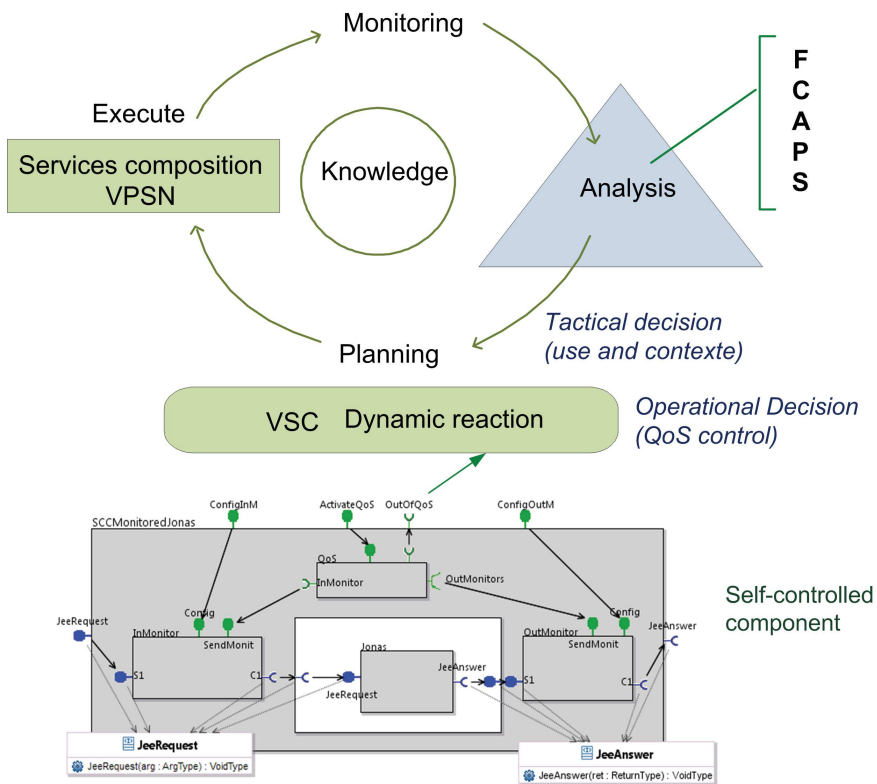 Monitoring
F
C
A
P
S
Execute
Services composition
VPSN
Knowledge
Analysis
Tactical decision
(use and contexte)
Planning
VSC Dynamic reaction
Operational Decision
(QoS control)
ConfigInM
ActivateQoS
OutOfQoS
ConfigOutM
SCCMonitoredJonas
QoS
InMonitor
OutMonitors
Self-controlled
component
JeeRequest
InMonitor
Config
SendMonit
S1
C1
Jonas
JeeRequest
JeeAnswer
OutMonitor
Config
SendMonit
S1
C1
JeeAnswer
JeeRequest
JeeRequest(arg : ArgType) : VoidType
JeeAnswer
JeeAnswer(ret : ReturnType) : VoidType